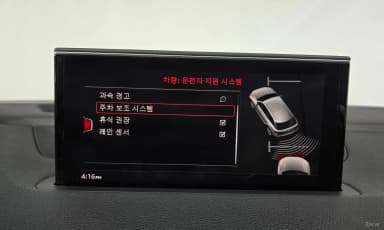 차량: 운전자 지원 시스템
과속 경고
주차 보조 시스템
휴식 권장
레인 센서
4:16PM